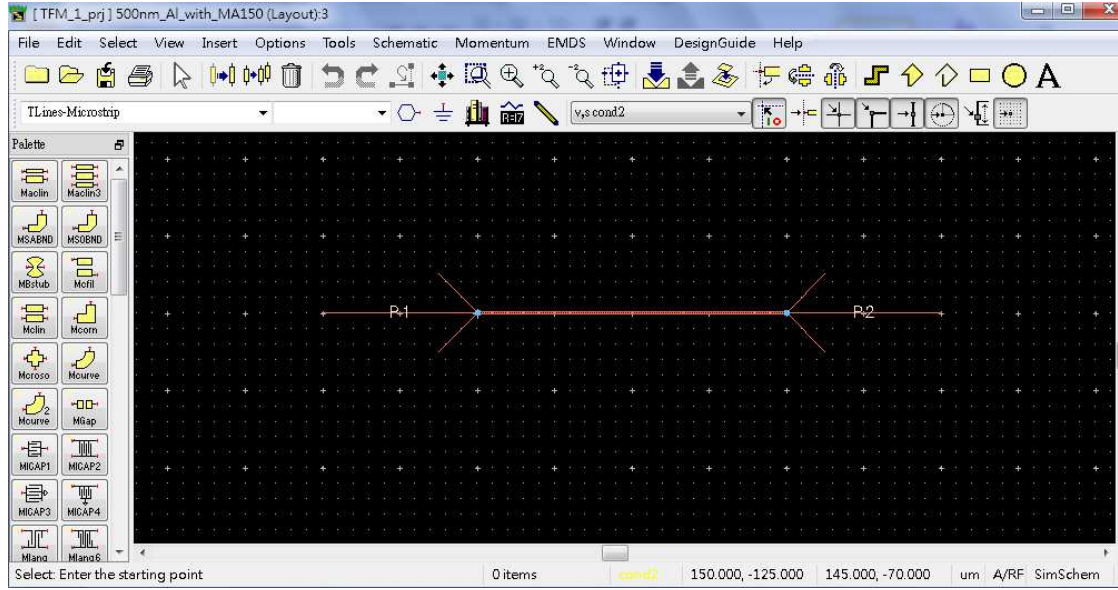 [ TFM_1_prj ] 500nm_Al_with_MA150 (Layout):3
File Edit Select View Insert Options Tools Schematic Momentum EMDS Window DesignGuide Help
+2 -2 A
TLines-Microstrip v,s cond2
Palette
Maclin Maclin3
MSABND MSOBND
MBstub Mcfil
Mclin Mcorn
Mcroso Mcurve
Mcurve MGap
MICAP1 MICAP2
MICAP3 MICAP4
Mlang Mlang6
P1 P2
Select: Enter the starting point 0 items cond2 150.000, -125.000 145.000, -70.000 um A/RF SimSchem